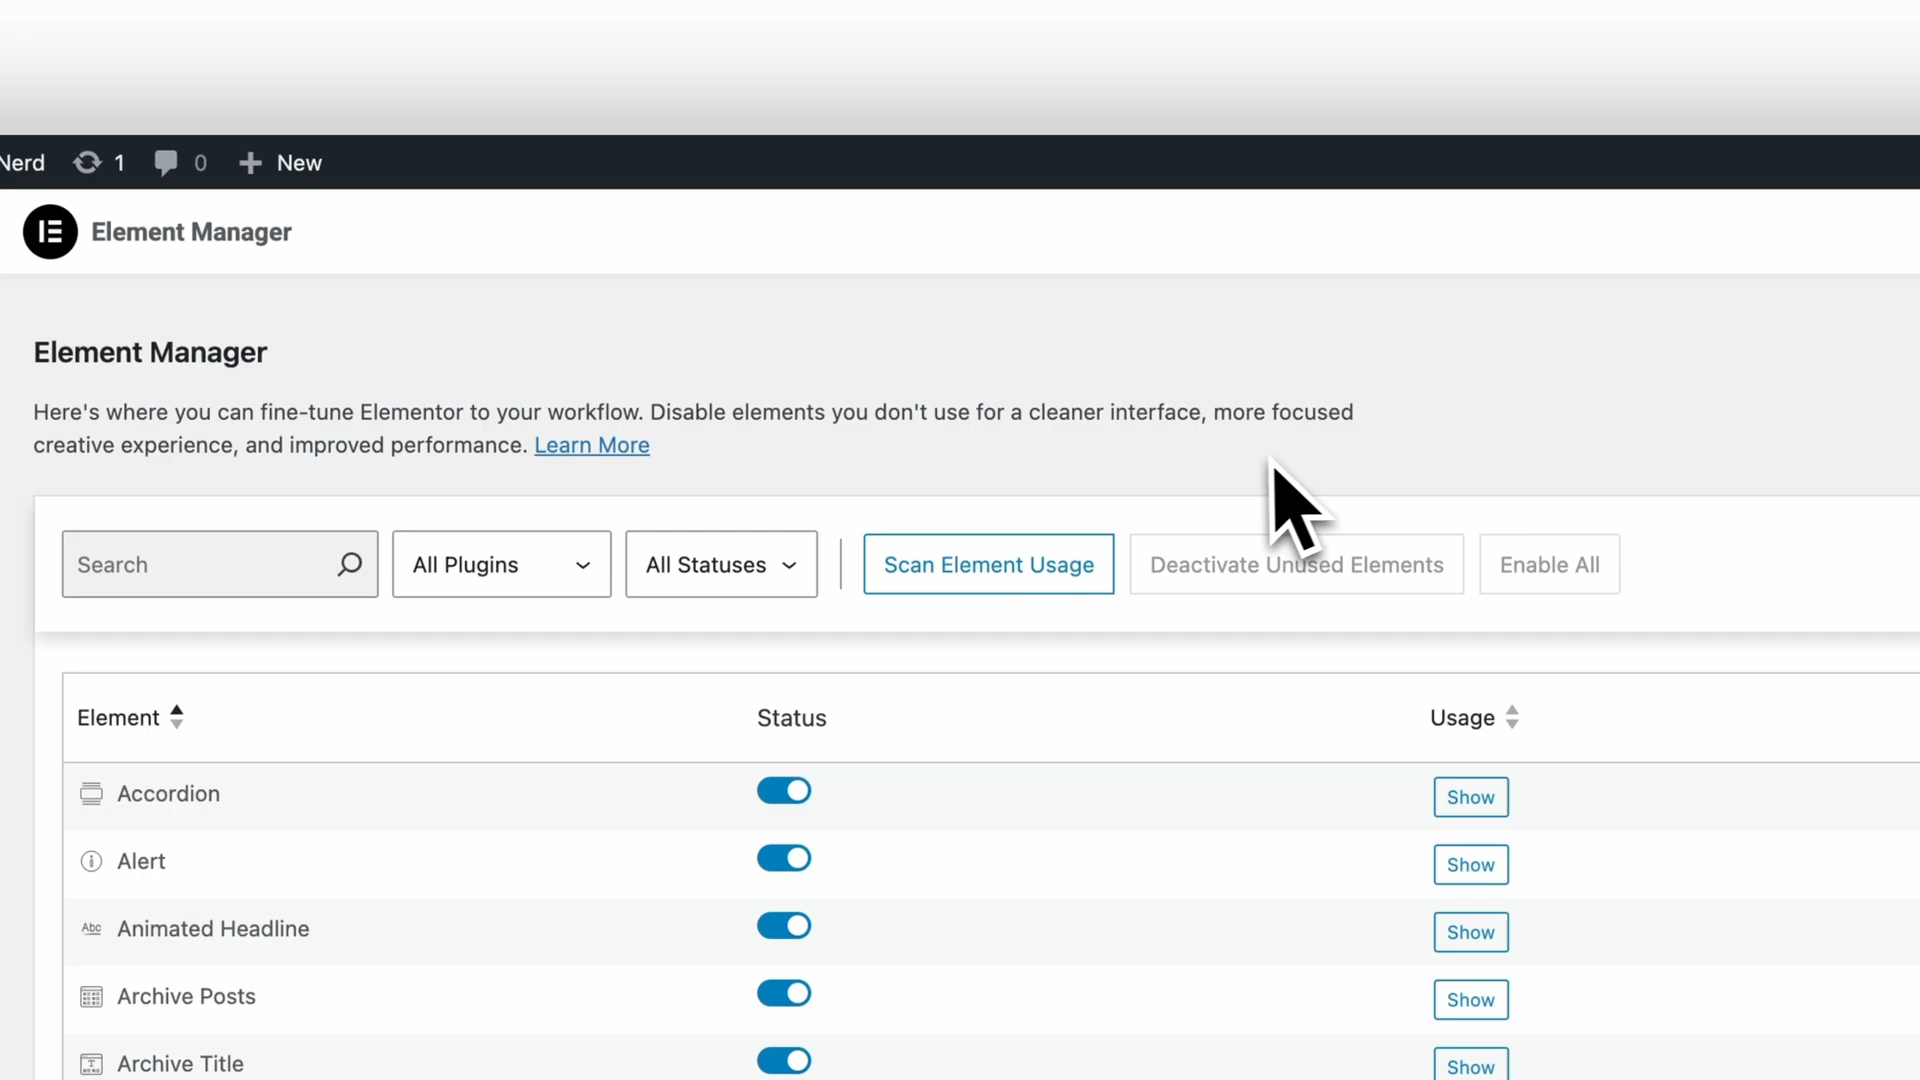 Nerd 1 0 New
Element Manager
Element Manager
Here's where you can fine-tune Elementor to your workflow. Disable elements you don't use for a cleaner interface, more focused
creative experience, and improved performance. Learn More
Search All Plugins All Statuses Scan Element Usage Deactivate Unused Elements Enable All
Element Status Usage
Accordion Show
Alert Show
Abc Animated Headline Show
Archive Posts Show
Archive Title Show